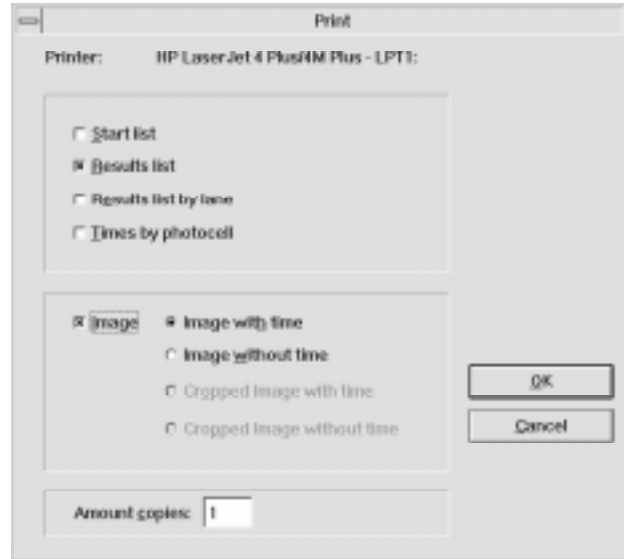 Print
Printer: HP LaserJet 4 Plus/4M Plus - LPT1:
Start list
Results list
Results list by lane
Times by photocell
Image
Image with time
Image without time
Cropped Image with time
Cropped Image without time
OK
Cancel
Amount copies: 1